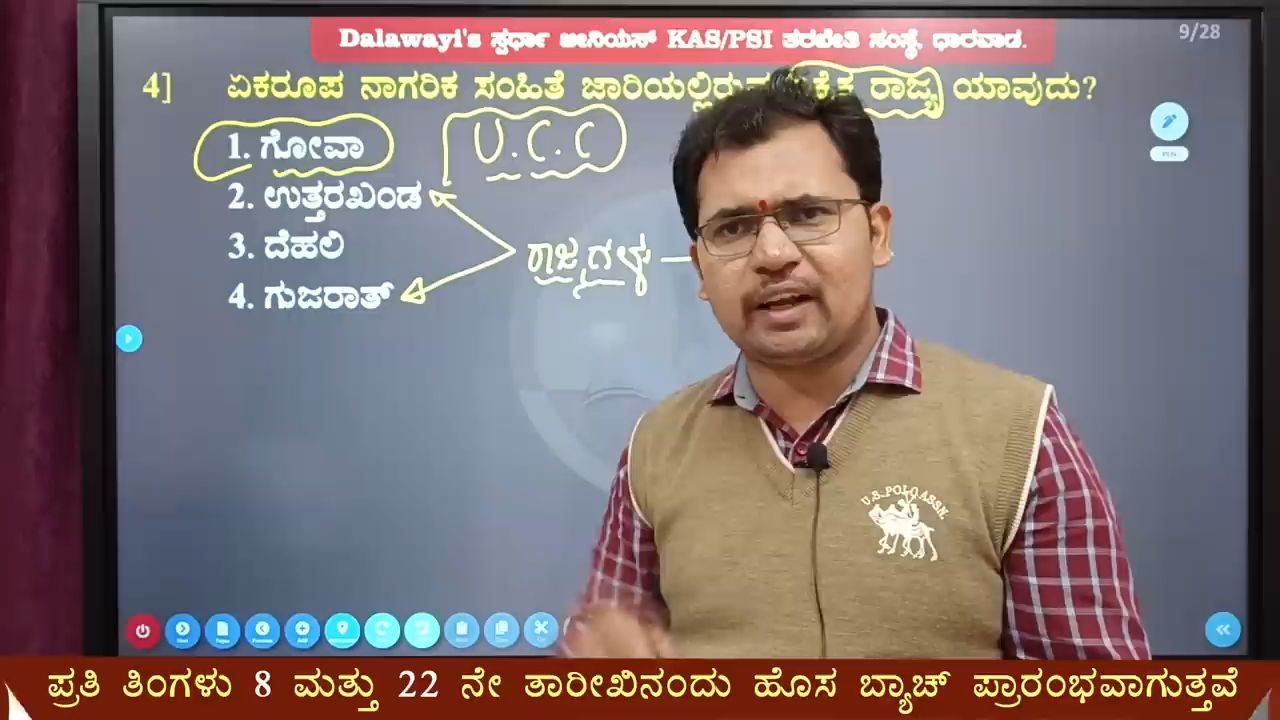 Dalawayi's ಸ್ಪರ್ಧಾ ಜೀನಿಯಸ್ KAS/PSI ತರಬೇತಿ ಸಂಸ್ಥೆ, ಧಾರವಾಡ.
9/28
4] ಏಕರೂಪ ನಾಗರಿಕ ಸಂಹಿತೆ ಜಾರಿಯಲ್ಲಿರುವ ರಾಜ್ಯ ಯಾವುದು?
1. ಗೋವಾ
U.C.C
2. ಉತ್ತರಖಂಡ
3. ದೆಹಲಿ
ರಾಜ್ಯಗಳ
4. ಗುಜರಾತ್
U.S. POLO ASSN.
ಪ್ರತಿ ತಿಂಗಳು 8 ಮತ್ತು 22 ನೇ ತಾರೀಖಿನಂದು ಹೊಸ ಬ್ಯಾಚ್ ಪ್ರಾರಂಭವಾಗುತ್ತವೆ